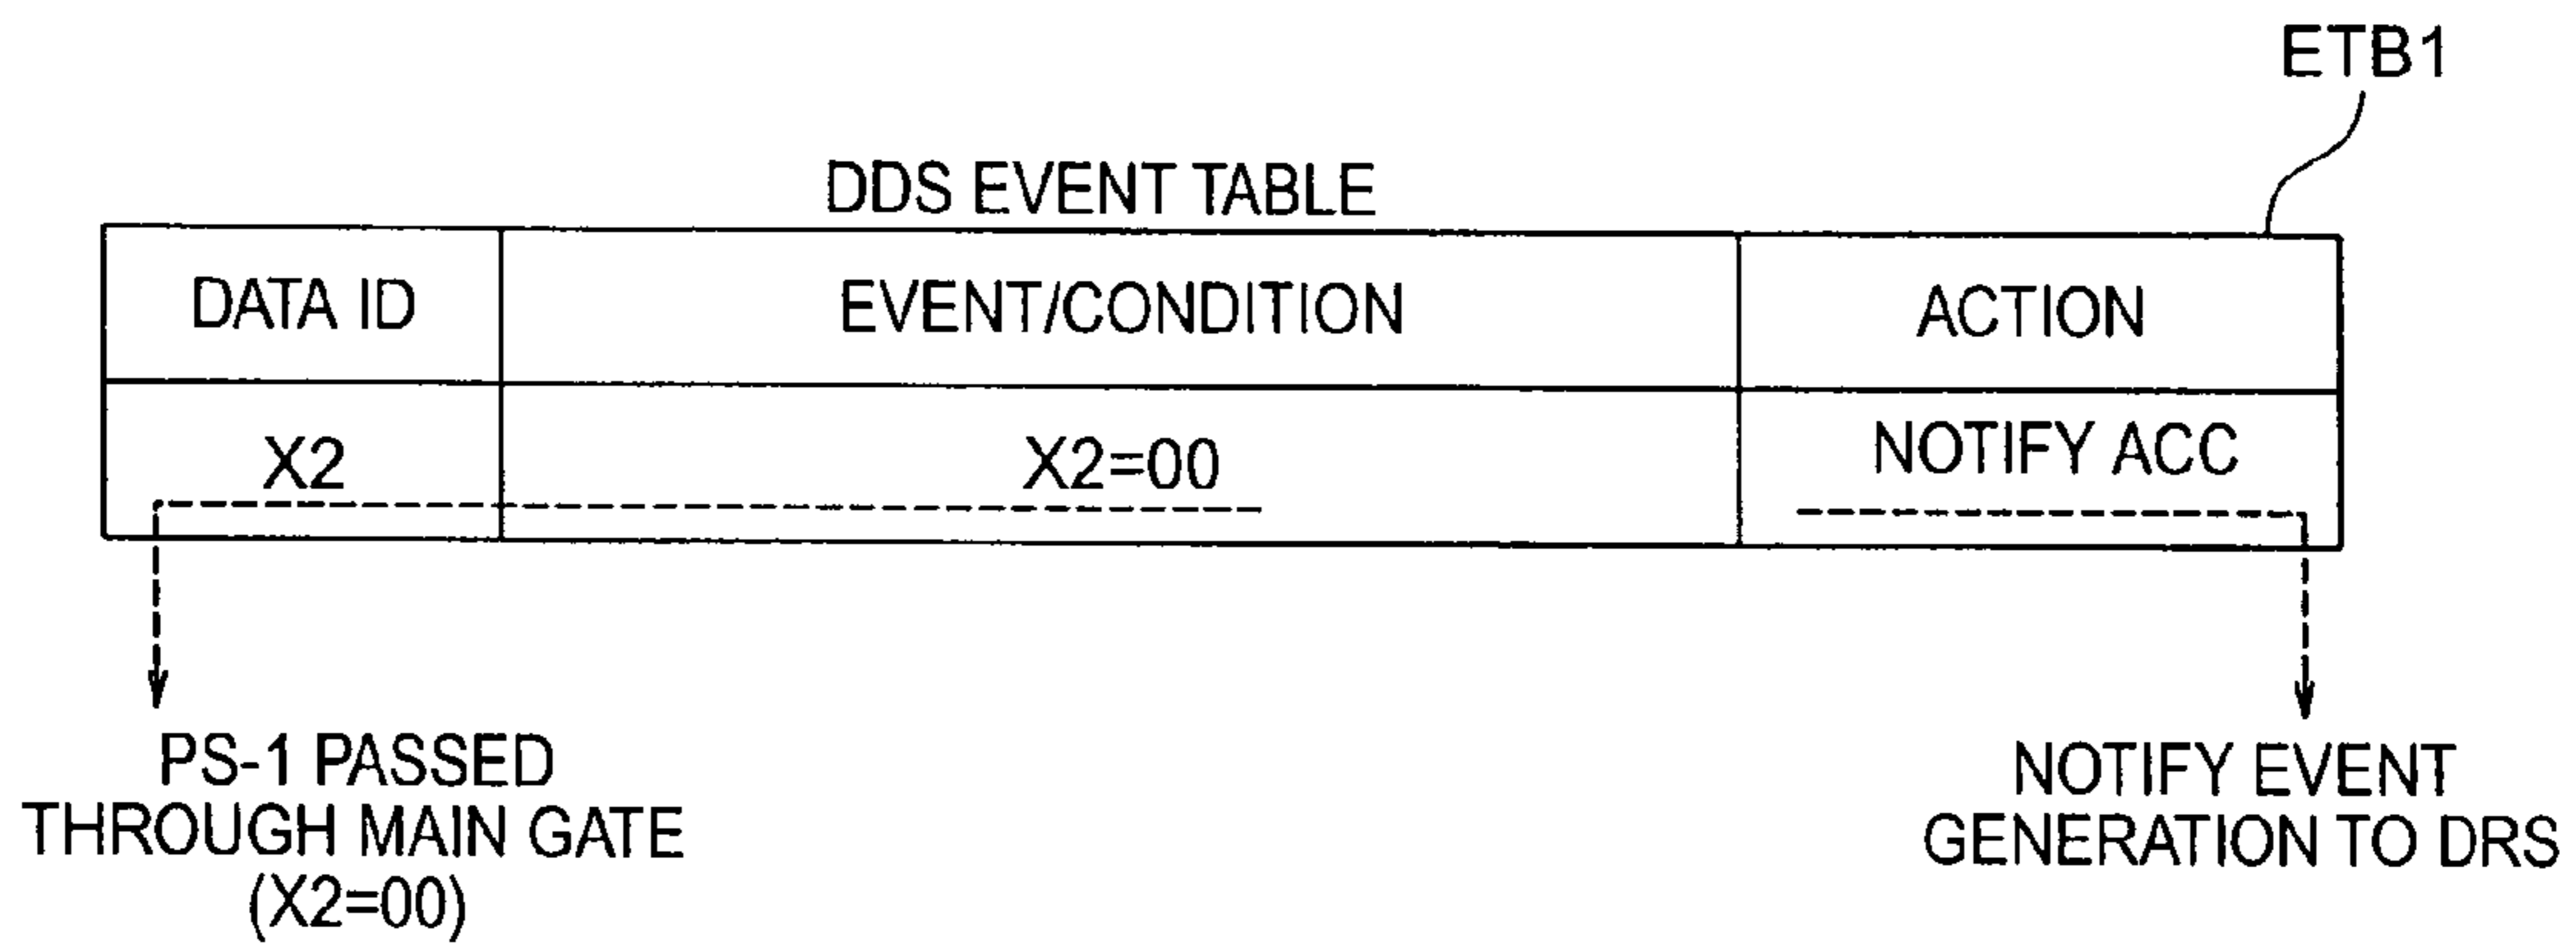 ETB1
DDS EVENT TABLE
DATA ID
EVENT/CONDITION
ACTION
X2
X2=00
NOTIFY ACC
PS-1 PASSED
THROUGH MAIN GATE
(X2=00)
NOTIFY EVENT
GENERATION TO DRS